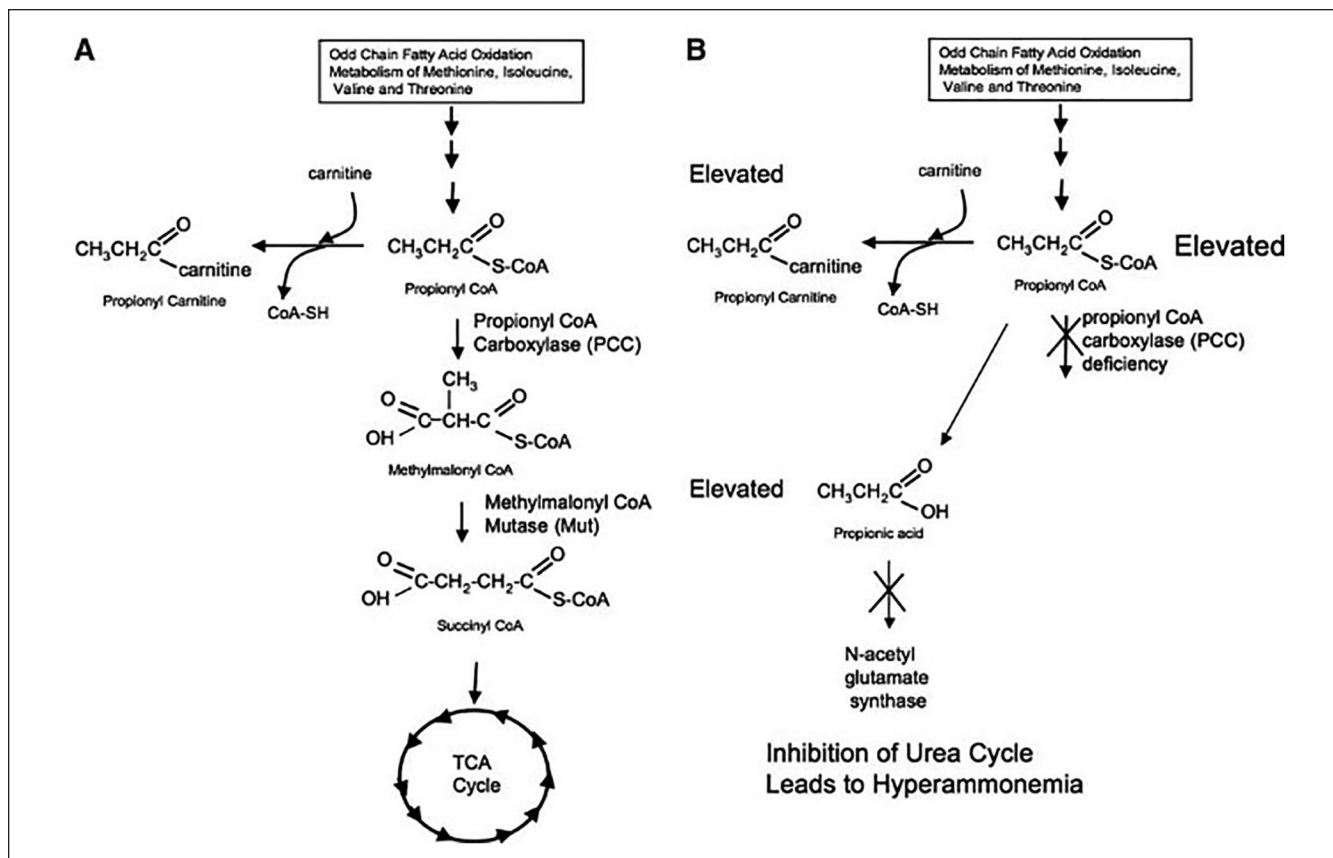 A
Odd Chain Fatty Acid Oxidation
Metabolism of Methionine, Isoleucine,
Valine and Threonine
carnitine
CH₃CH₂C
O
carnitine
Propionyl Carnitine
CoA-SH
CH₃CH₂C
O
S-CoA
Propionyl CoA
Propionyl CoA
Carboxylase (PCC)
CH₃
O
O
C-CH-C
OH
S-CoA
Methylmalonyl CoA
Methylmalonyl CoA
Mutase (Mut)
O
O
C-CH₂-CH₂-C
OH
S-CoA
Succinyl CoA
TCA
Cycle
B
Odd Chain Fatty Acid Oxidation
Metabolism of Methionine, Isoleucine,
Valine and Threonine
Elevated
carnitine
CH₃CH₂C
O
carnitine
Propionyl Carnitine
CoA-SH
CH₃CH₂C
O
S-CoA
Propionyl CoA
Elevated
propionyl CoA
carboxylase (PCC)
deficiency
Elevated
CH₃CH₂C
O
OH
Propionic acid
N-acetyl
glutamate
synthase
Inhibition of Urea Cycle
Leads to Hyperammonemia